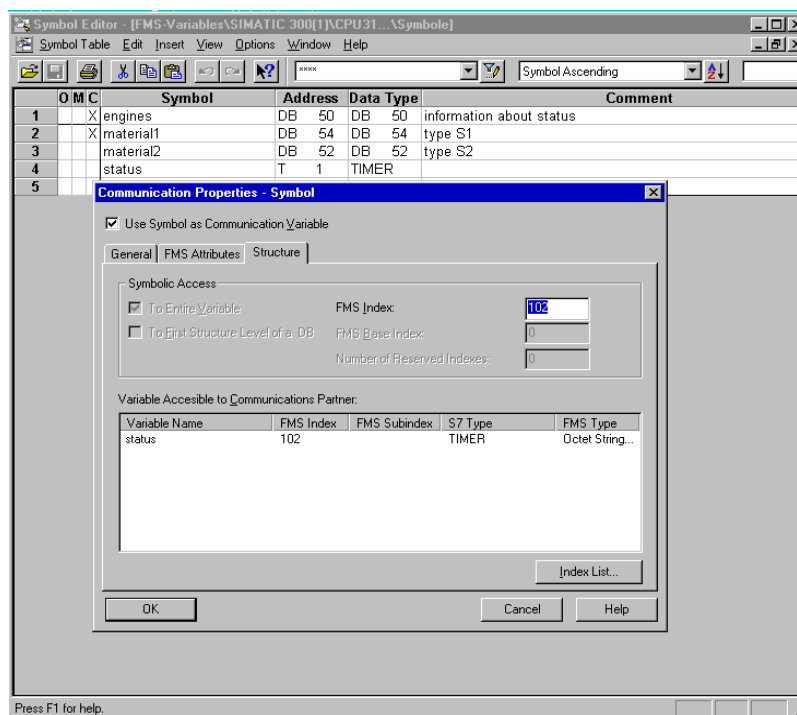 Symbol Editor - [FMS-Variables\SIMATIC 300(1)\CPU31...\Symbole]
Symbol Table Edit Insert View Options Window Help
**** Symbol Ascending
O M C Symbol Address Data Type Comment
1 X engines DB 50 DB 50 information about status
2 X material1 DB 54 DB 54 type S1
3 material2 DB 52 DB 52 type S2
4 status T 1 TIMER
5
Communication Properties - Symbol
Use Symbol as Communication Variable
General FMS Attributes Structure
Symbolic Access
To Entire Variable FMS Index: 102
To First Structure Level of a DB FMS Base Index: 0
Number of Reserved Indexes: 0
Variable Accesible to Communications Partner:
Variable Name FMS Index FMS Subindex S7 Type FMS Type
status 102 TIMER Octet String...
Index List...
OK Cancel Help
Press F1 for help.